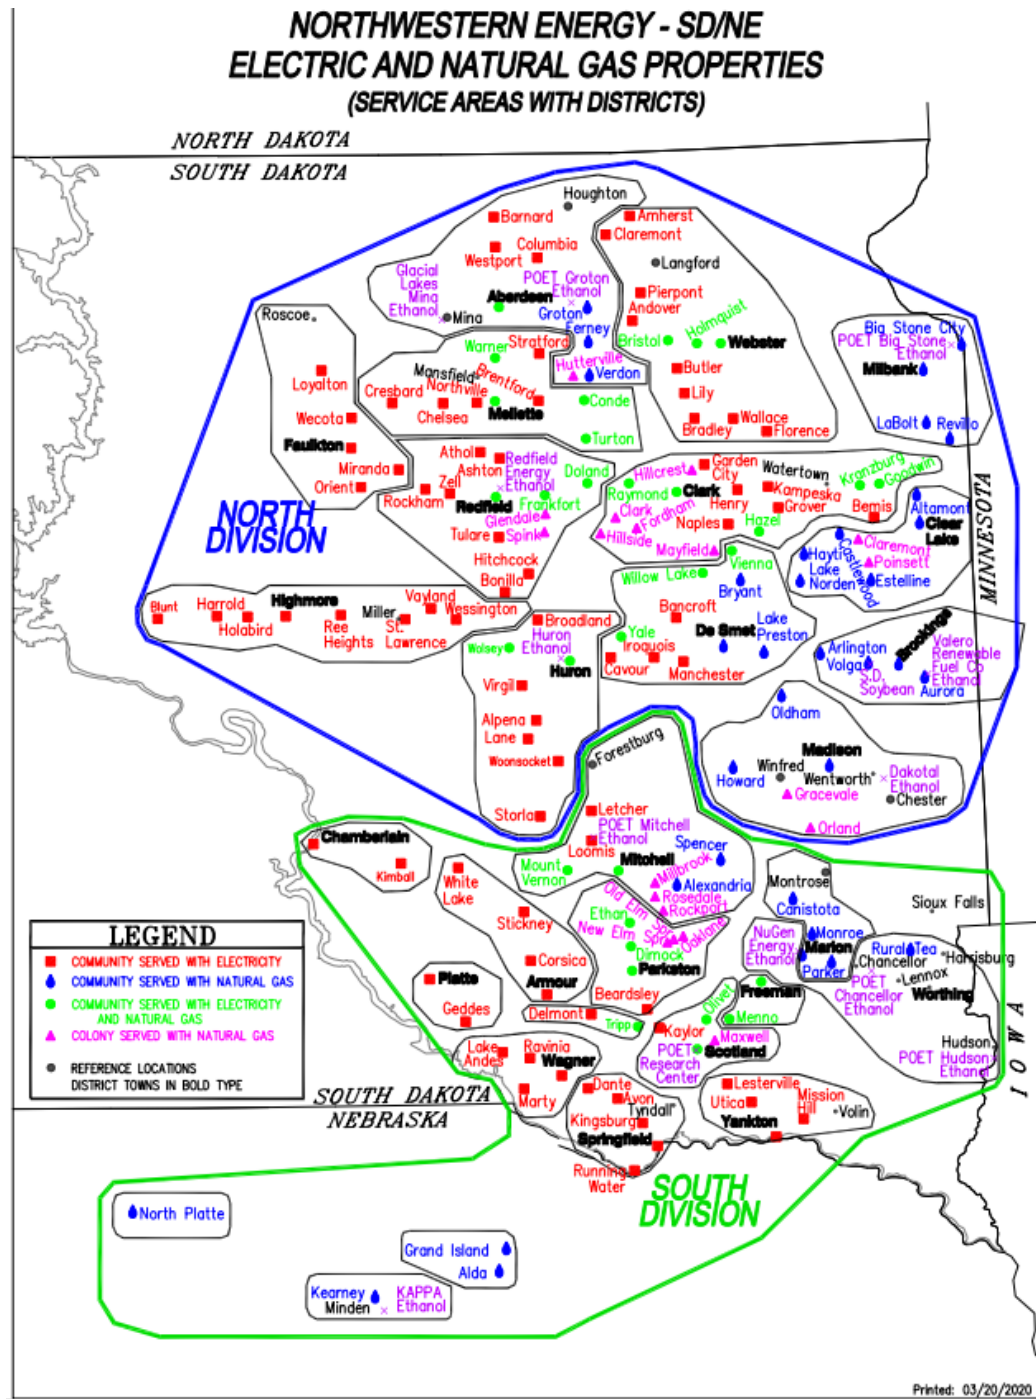 NORTHWESTERN ENERGY - SD/NE
ELECTRIC AND NATURAL GAS PROPERTIES
(SERVICE AREAS WITH DISTRICTS)
NORTH DAKOTA
SOUTH DAKOTA
Houghton
Barnard
Amherst
Claremont
Columbia
Westport
Langford
Glacial
Lakes
Mina
Ethanol
POET Groton
Ethanol
Aberdeen
Pierpont
Andover
Roscoe
Mina
Groton
Ferney
Big Stone City
POET Big Stone
Ethanol
Stratford
Bristol
Holmquist
Webster
Warner
Hutterville
Verdon
Milbank
Loyalton
Mansfield
Brentford
Butler
Cresbard
Northville
Chelsea
Mellette
Conde
Lily
Wecota
Bradley
Wallace
Florence
LaBolt
Revillo
Faulkton
Turton
Miranda
Orient
Athol
Ashton
Redfield
Energy
Ethanol
Doland
Hillcrest
Garden
City
Watertown
Kranzburg
Goodwin
Rockham
Zell
Redfield
Frankfort
Raymond
Clark
Henry
Kampeska
Grover
Altamont
MINNESOTA
NORTH
DIVISION
Glendale
Spink
Clark
Fordham
Hillside
Naples
Hazel
Bemis
Clear
Lake
Tulare
Mayfield
Vienna
Castlewood
Claremont
Poinsett
Hitchcock
Bonilla
Willow Lake
Bryant
Hayti
Lake
Norden
Estelline
Blunt
Harrold
Holabird
Highmore
Ree
Heights
Miller
St.
Lawrence
Vayland
Wessington
Broadland
Bancroft
De Smet
Lake
Preston
Huron
Ethanol
Wolsey
Huron
Yale
Iroquois
Cavour
Manchester
Arlington
Volga
Brookings
Valero
Renewable
Fuel Co
Ethanol
S.D.
Soybean
Aurora
Virgil
Alpena
Lane
Oldham
Woonsocket
Forestburg
Howard
Winfred
Madison
Wentworth
Dakotal
Ethanol
Gracevale
Chester
Storla
Letcher
POET Mitchell
Ethanol
Loomis
Orland
Chamberlain
Kimball
White
Lake
Mount
Vernon
Mitchell
Spencer
Millbrook
Alexandria
Rosedale
Rockport
Montrose
Canistota
Sioux Falls
Stickney
Ethan
Old Elm Spr
New Elm Spr
Oakland
Dimock
Parkston
NuGen
Energy
Ethanol
Monroe
Marion
Parker
Rural Tea
Chancellor
Harrisburg
Lennox
Worthing
POET
Chancellor
Ethanol
Corsica
Armour
Platte
Geddes
Beardsley
Delmont
Tripp
Freeman
Olivet
Menno
Kaylor
Maxwell
POET
Research
Center
Scotland
Hudson
POET Hudson
Ethanol
IOWA
Lake
Andes
Ravinia
Wagner
Marty
Dante
Avon
Tyndall
Kingsburg
Springfield
Running
Water
Lesterville
Utica
Mission
Hill
Yankton
Volin
LEGEND
COMMUNITY SERVED WITH ELECTRICITY
COMMUNITY SERVED WITH NATURAL GAS
COMMUNITY SERVED WITH ELECTRICITY
AND NATURAL GAS
COLONY SERVED WITH NATURAL GAS
REFERENCE LOCATIONS
DISTRICT TOWNS IN BOLD TYPE
SOUTH DAKOTA
NEBRASKA
SOUTH
DIVISION
North Platte
Grand Island
Alda
Kearney
Minden
KAPPA
Ethanol
Printed: 03/20/2020